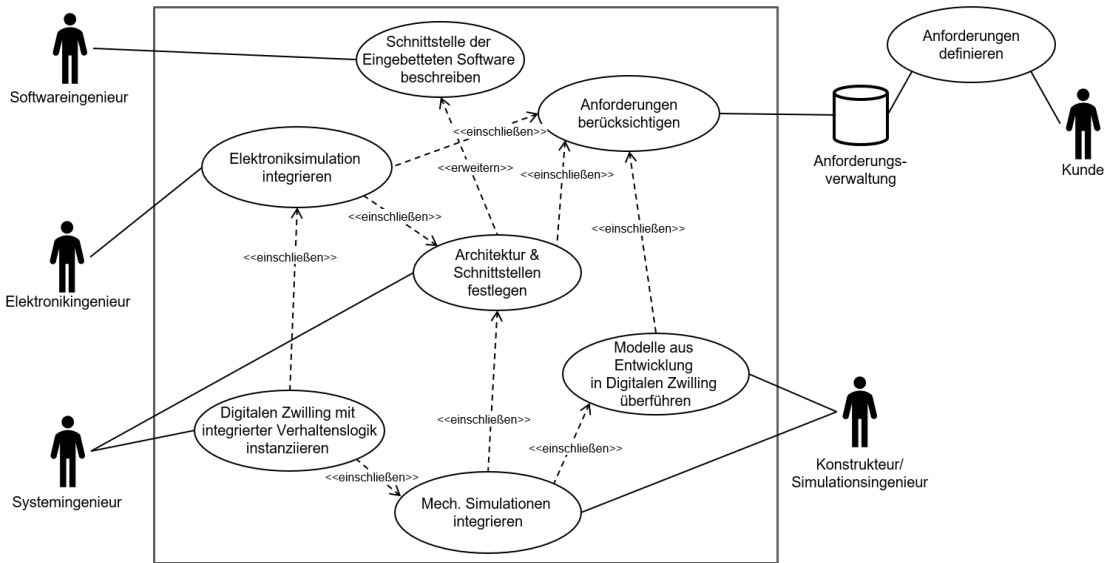 Softwareingenieur
Schnittstelle der
Eingebetteten Software
beschreiben
Anforderungen
definieren
Anforderungen
berücksichtigen
Anforderungs-
verwaltung
Kunde
<<einschließen>>
Elektroniksimulation
integrieren
<<erweitern>>
<<einschließen>>
<<einschließen>>
<<einschließen>>
<<einschließen>>
Elektronikingenieur
Architektur &
Schnittstellen
festlegen
Modelle aus
Entwicklung
in Digitalen Zwilling
überführen
Digitalen Zwilling mit
integrierter Verhaltenslogik
instanziieren
<<einschließen>>
<<einschließen>>
<<einschließen>>
Systemingenieur
Mech. Simulationen
integrieren
Konstrukteur/
Simulationsingenieur